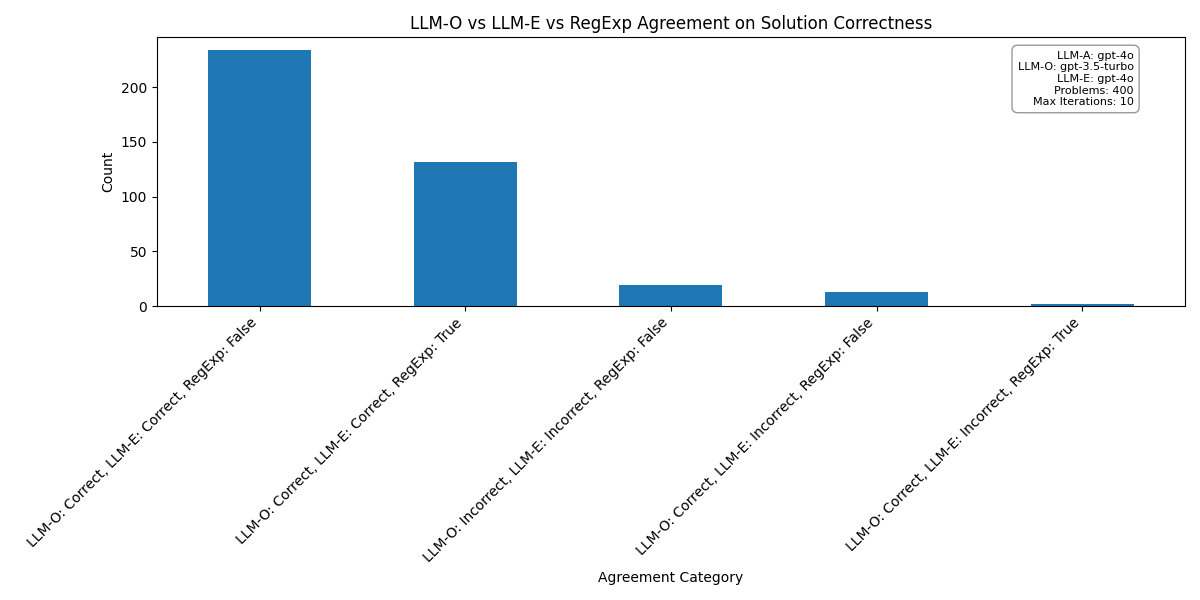 LLM-O vs LLM-E vs RegExp Agreement on Solution Correctness
LLM-A: gpt-4o
LLM-O: gpt-3.5-turbo
LLM-E: gpt-4o
Problems: 400
Max Iterations: 10
Count
200
150
100
50
0
LLM-O: Correct, LLM-E: Correct, RegExp: False
LLM-O: Correct, LLM-E: Correct, RegExp: True
LLM-O: Incorrect, LLM-E: Incorrect, RegExp: False
LLM-O: Correct, LLM-E: Incorrect, RegExp: False
LLM-O: Correct, LLM-E: Incorrect, RegExp: True
Agreement Category